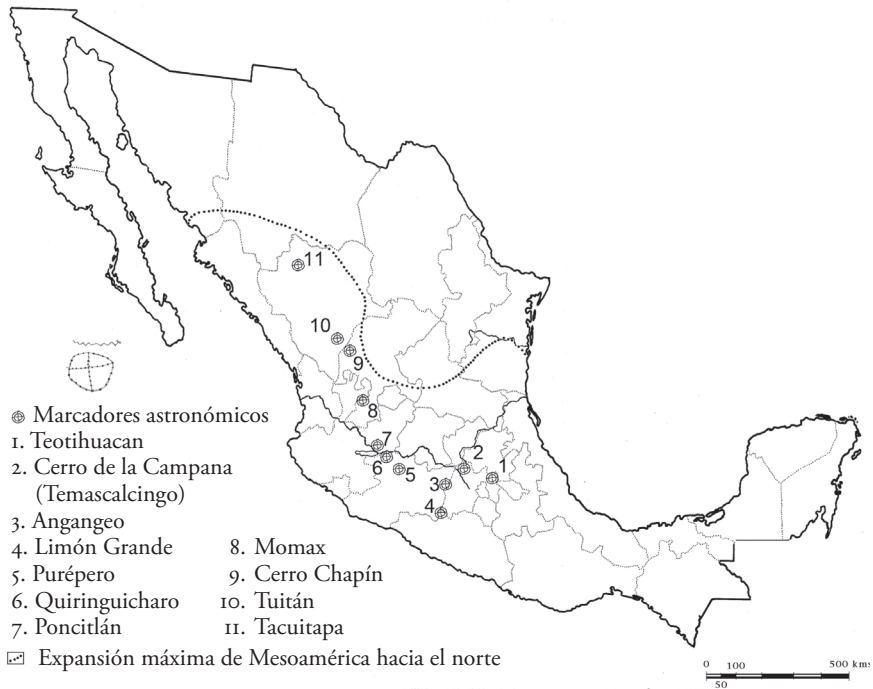 11
10
9
8
7
6
5
2
1
3
4
Marcadores astronómicos
1. Teotihuacan
2. Cerro de la Campana
(Temascalcingo)
3. Angangeo
4. Limón Grande
5. Purépero
6. Quiringuicharo
7. Poncitlán
8. Momax
9. Cerro Chapín
10. Tuitán
11. Tacuitapa
Expansión máxima de Mesoamérica hacia el norte
0 100 500 kms
50